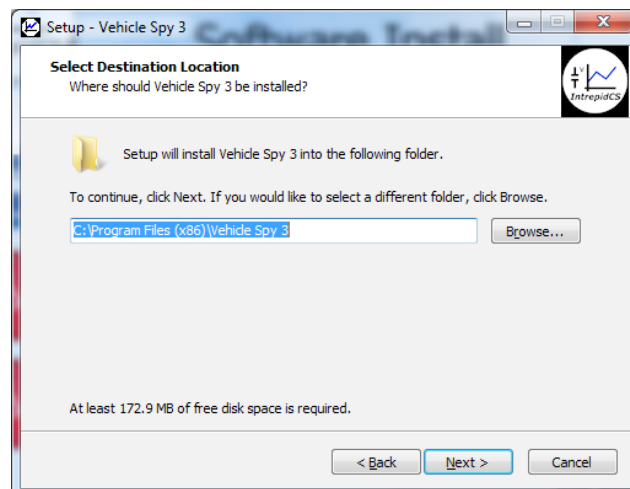 Setup - Vehicle Spy 3
Software Install
Select Destination Location
Where should Vehicle Spy 3 be installed?
IntrepidCS
Setup will install Vehicle Spy 3 into the following folder.
To continue, click Next. If you would like to select a different folder, click Browse.
C:\Program Files (x86)\Vehicle Spy 3
Browse...
At least 172.9 MB of free disk space is required.
< Back
Next >
Cancel